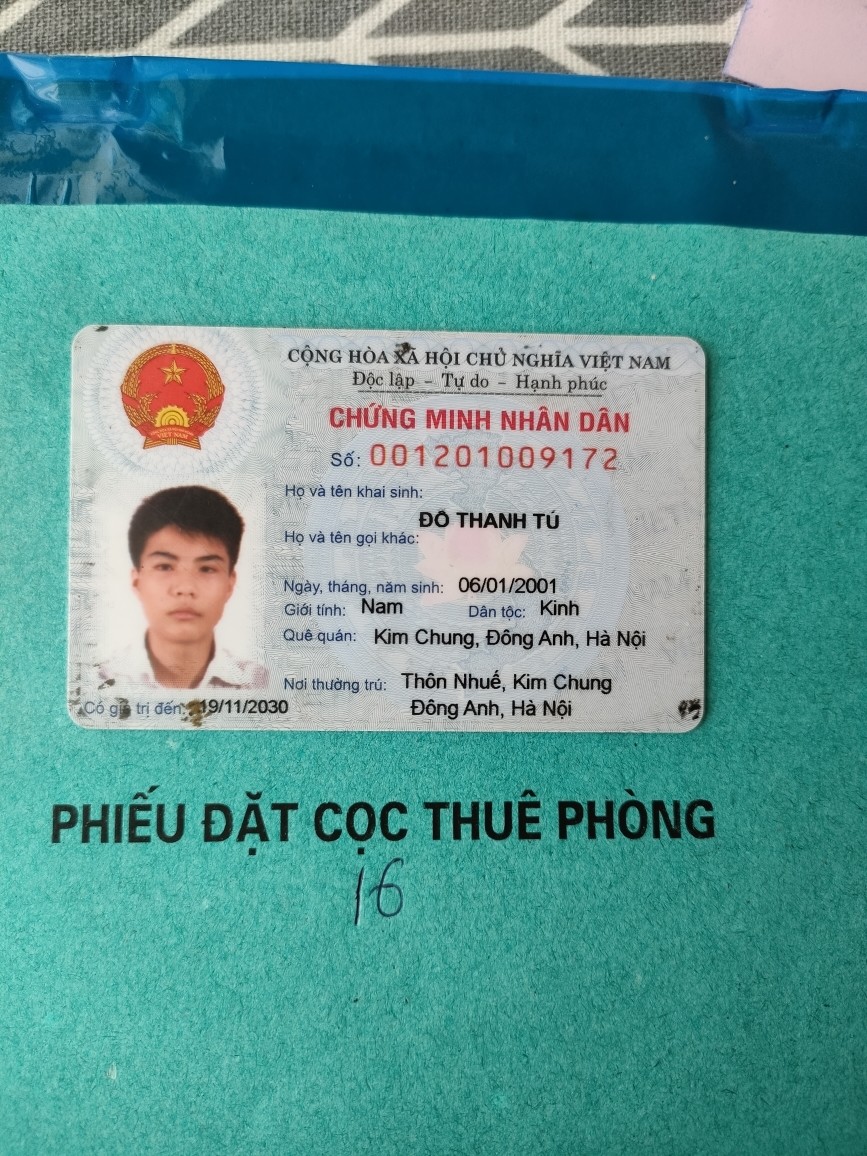 CỘNG HÒA XÃ HỘI CHỦ NGHĨA VIỆT NAM
Độc lập - Tự do - Hạnh phúc
CHỨNG MINH NHÂN DÂN
Số: 001201009172
Họ và tên khai sinh:
ĐỖ THANH TÚ
Họ và tên gọi khác:
Ngày, tháng, năm sinh: 06/01/2001
Giới tính: Nam Dân tộc: Kinh
Quê quán: Kim Chung, Đông Anh, Hà Nội
Nơi thường trú: Thôn Nhuế, Kim Chung
Đông Anh, Hà Nội
Có giá trị đến: 19/11/2030
VIỆT NAM
PHIẾU ĐẶT CỌC THUÊ PHÒNG
16